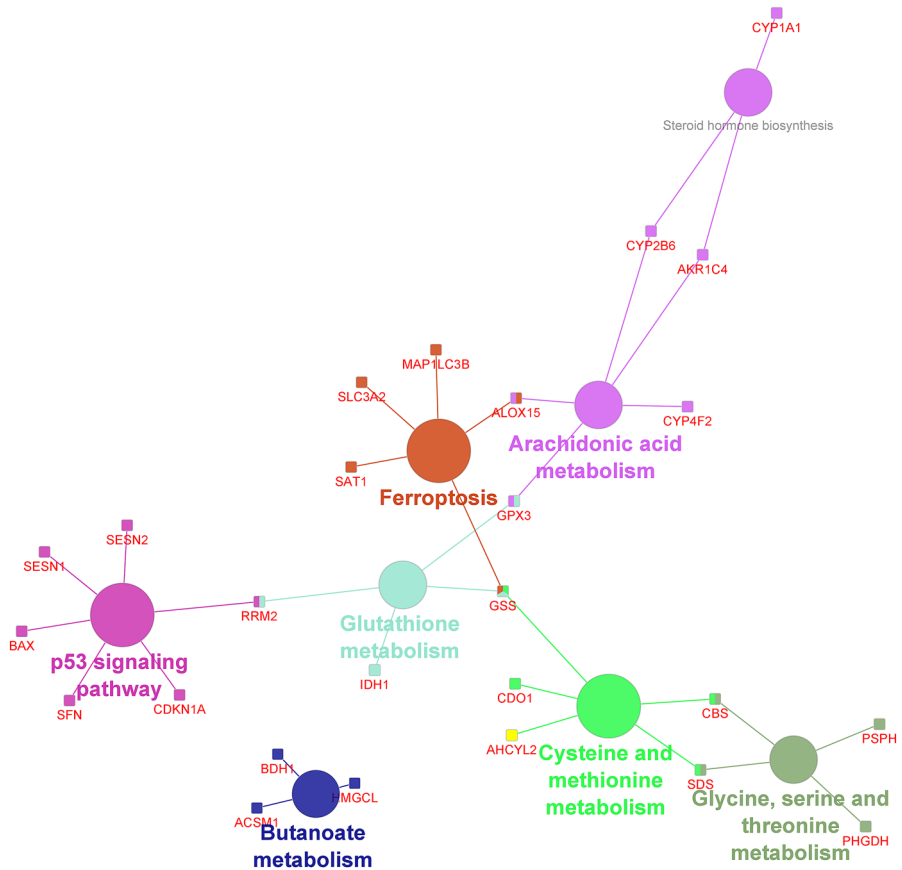 CYP1A1
Steroid hormone biosynthesis
CYP2B6
AKR1C4
MAP1LC3B
SLC3A2
ALOX15
CYP4F2
Arachidonic acid
metabolism
SAT1
Ferroptosis
GPX3
SESN2
SESN1
GSS
RRM2
Glutathione
metabolism
BAX
p53 signaling
pathway
IDH1
CDO1
SFN
CDKN1A
CBS
PSPH
AHCYL2
Cysteine and
methionine
metabolism
BDH1
HMGCL
SDS
Glycine, serine and
threonine
metabolism
ACSM1
Butanoate
metabolism
PHGDH